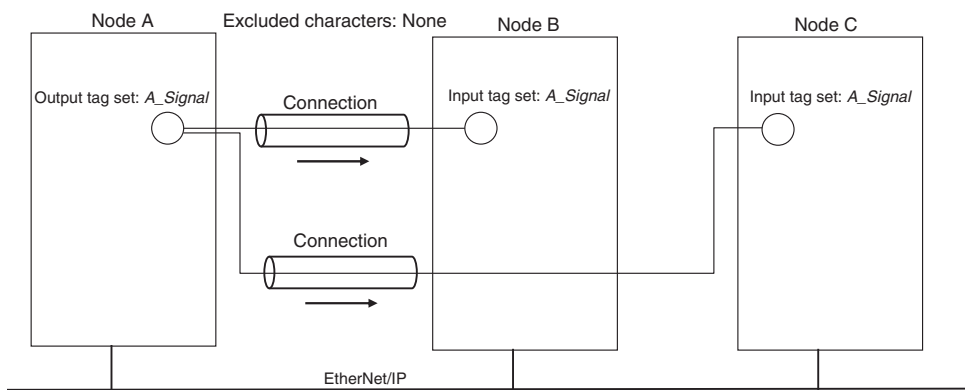 Node A
Excluded characters: None
Node B
Node C
Output tag set: A_Signal
Connection
Input tag set: A_Signal
Input tag set: A_Signal
Connection
EtherNet/IP